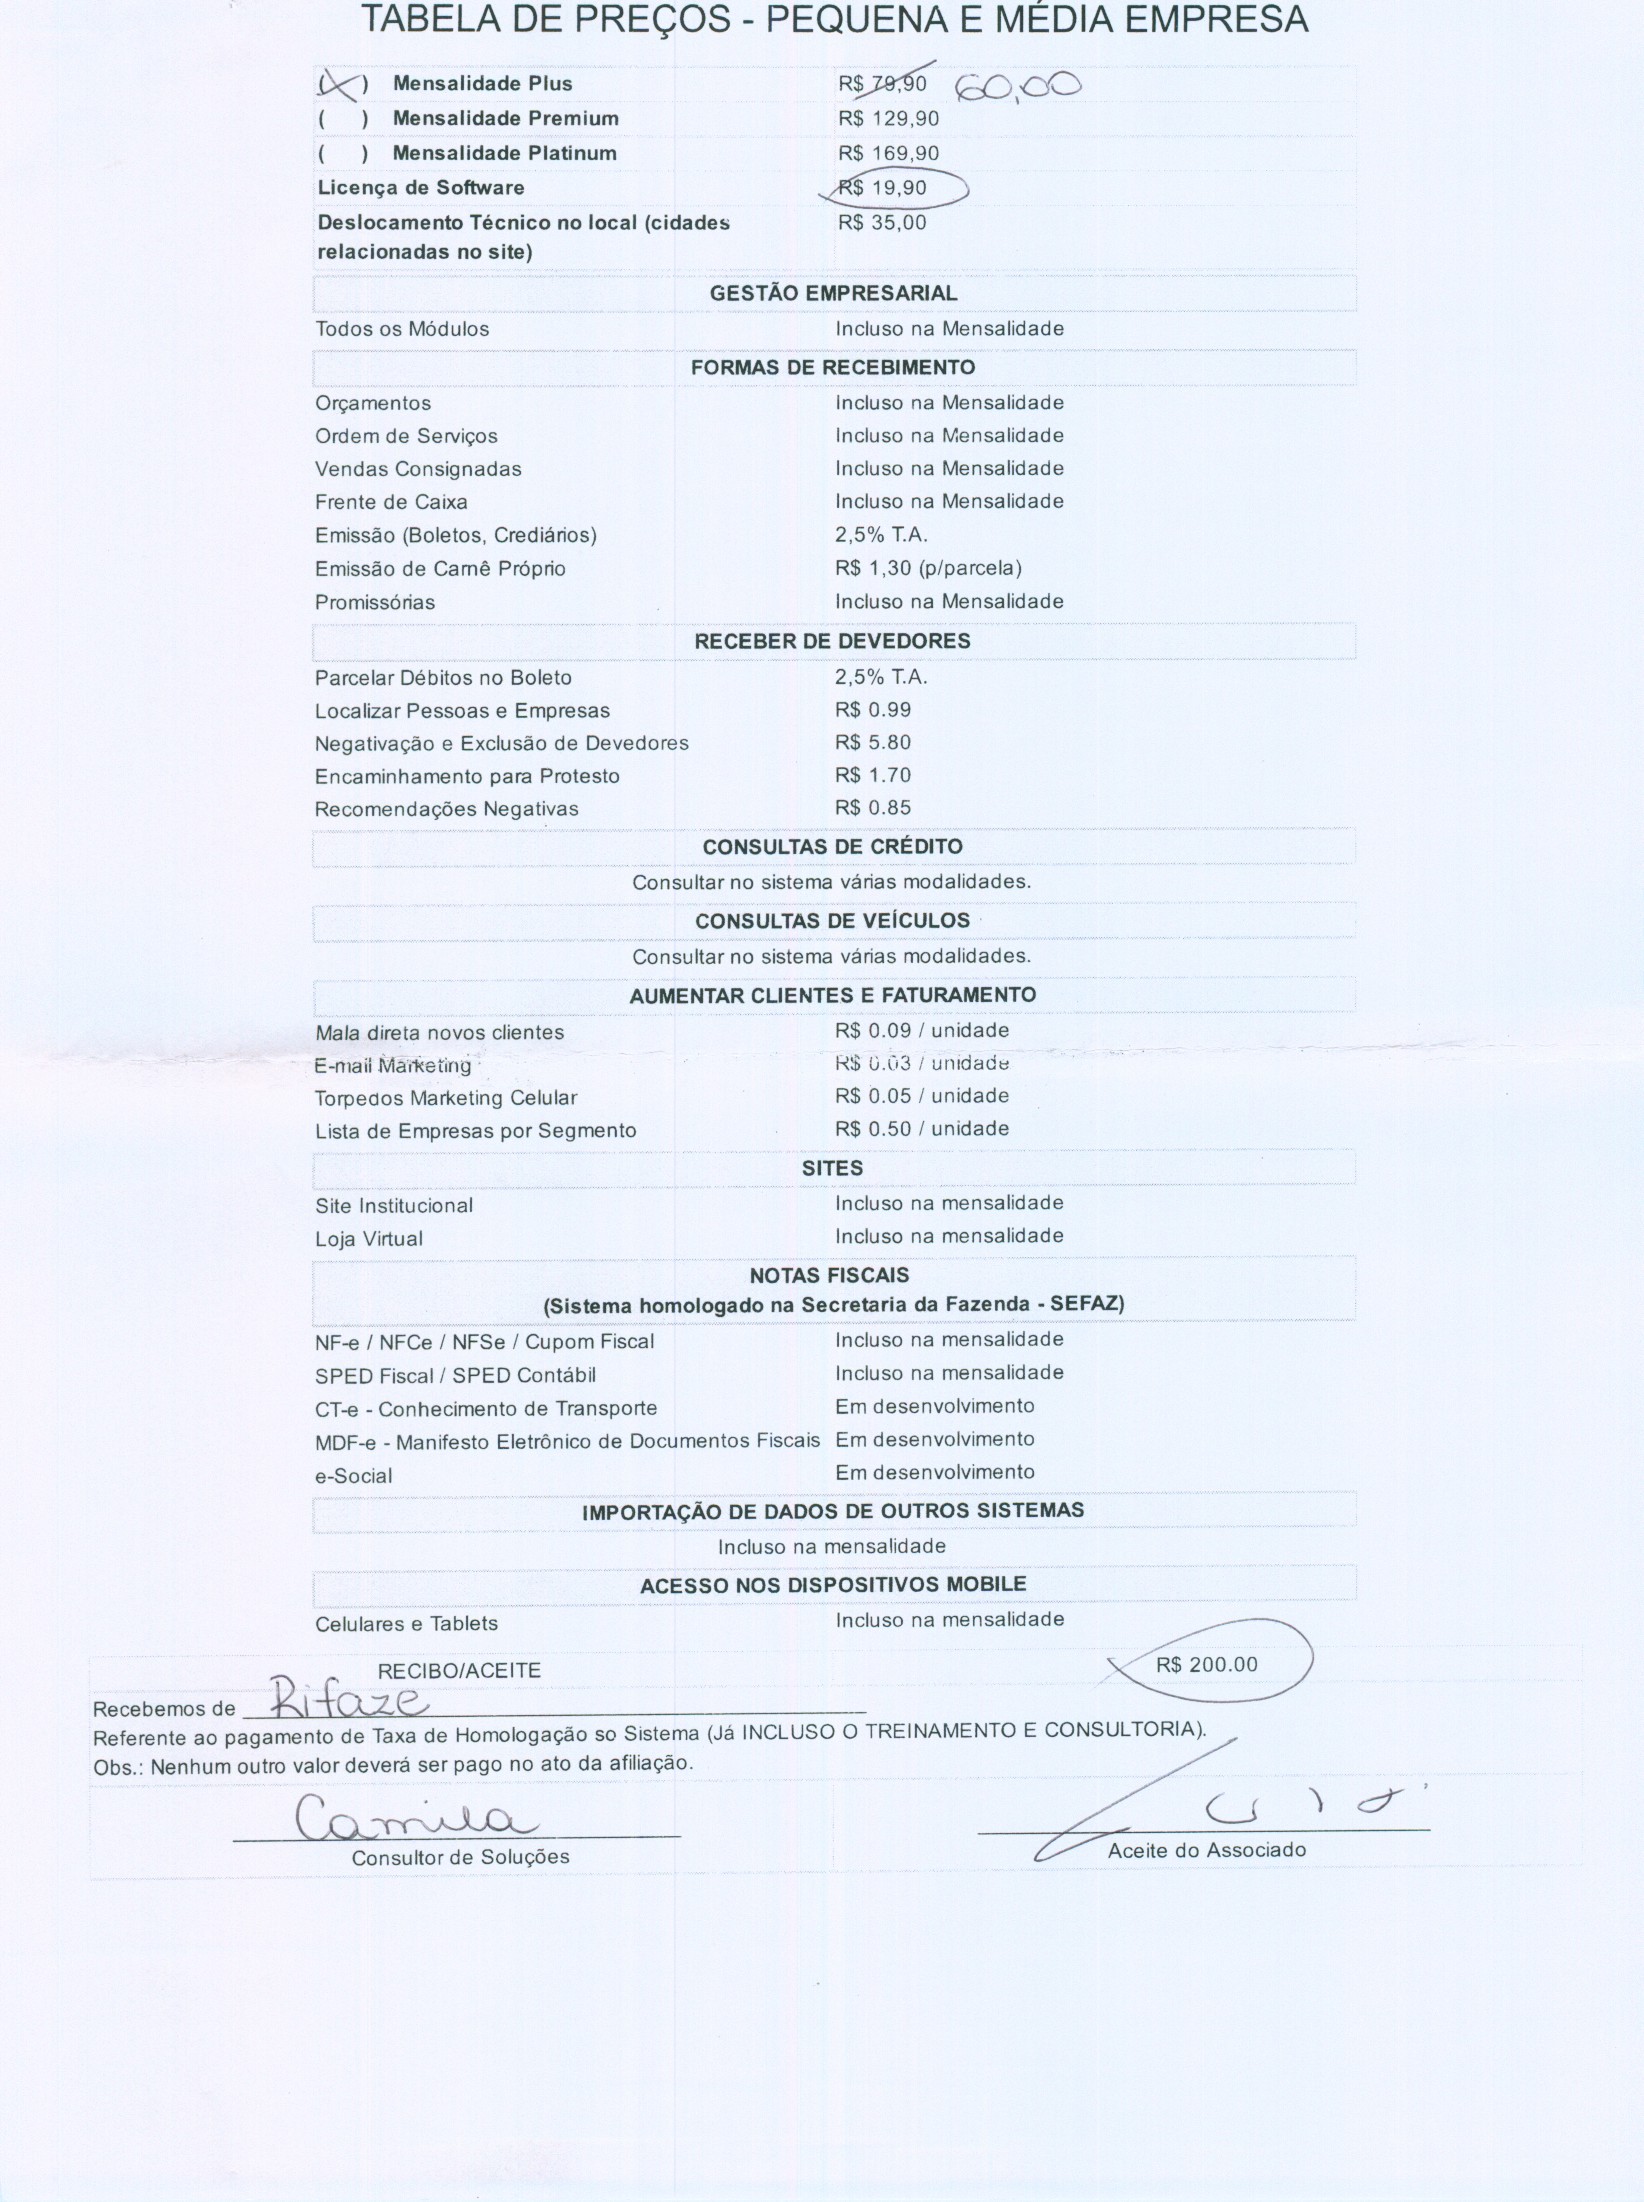 TABELA DE PREÇOS - PEQUENA E MÉDIA EMPRESA
(X) Mensalidade Plus R$ 79,90 60,00
( ) Mensalidade Premium R$ 129,90
( ) Mensalidade Platinum R$ 169,90
Licença de Software R$ 19,90
Deslocamento Técnico no local (cidades R$ 35,00
relacionadas no site)
GESTÃO EMPRESARIAL
Todos os Módulos Incluso na Mensalidade
FORMAS DE RECEBIMENTO
Orçamentos Incluso na Mensalidade
Ordem de Serviços Incluso na Mensalidade
Vendas Consignadas Incluso na Mensalidade
Frente de Caixa Incluso na Mensalidade
Emissão (Boletos, Crediários) 2,5% T.A.
Emissão de Carnê Próprio R$ 1,30 (p/parcela)
Promissórias Incluso na Mensalidade
RECEBER DE DEVEDORES
Parcelar Débitos no Boleto 2,5% T.A.
Localizar Pessoas e Empresas R$ 0.99
Negativação e Exclusão de Devedores R$ 5.80
Encaminhamento para Protesto R$ 1.70
Recomendações Negativas R$ 0.85
CONSULTAS DE CRÉDITO
Consultar no sistema várias modalidades.
CONSULTAS DE VEÍCULOS
Consultar no sistema várias modalidades.
AUMENTAR CLIENTES E FATURAMENTO
Mala direta novos clientes R$ 0.09 / unidade
E-mail Marketing R$ 0.03 / unidade
Torpedos Marketing Celular R$ 0.05 / unidade
Lista de Empresas por Segmento R$ 0.50 / unidade
SITES
Site Institucional Incluso na mensalidade
Loja Virtual Incluso na mensalidade
NOTAS FISCAIS
(Sistema homologado na Secretaria da Fazenda - SEFAZ)
NF-e / NFCe / NFSe / Cupom Fiscal Incluso na mensalidade
SPED Fiscal / SPED Contábil Incluso na mensalidade
CT-e - Conhecimento de Transporte Em desenvolvimento
MDF-e - Manifesto Eletrônico de Documentos Fiscais Em desenvolvimento
e-Social Em desenvolvimento
IMPORTAÇÃO DE DADOS DE OUTROS SISTEMAS
Incluso na mensalidade
ACESSO NOS DISPOSITIVOS MOBILE
Celulares e Tablets Incluso na mensalidade
RECIBO/ACEITE R$ 200.00
Recebemos de Rifaze
Referente ao pagamento de Taxa de Homologação so Sistema (Já INCLUSO O TREINAMENTO E CONSULTORIA).
Obs.: Nenhum outro valor deverá ser pago no ato da afiliação.
Camila
Consultor de Soluções Aceite do Associado